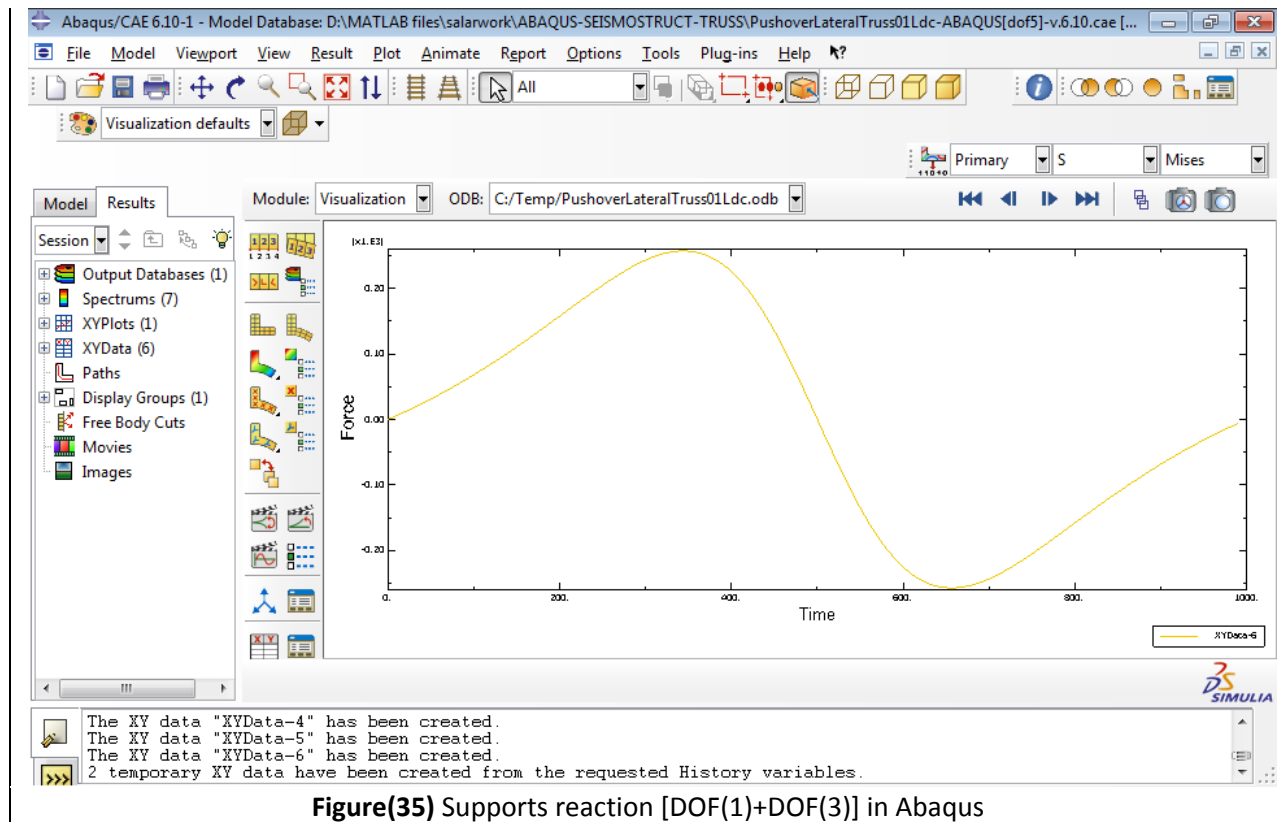 Abaqus/CAE 6.10-1 - Model Database: D:\MATLAB files\salarwork\ABAQUS-SEISMOSTRUCT-TRUSS\PushoverLateralTruss01Ldc-ABAQUS[dof5]-v.6.10.cae [...
File Model Viewport View Result Plot Animate Report Options Tools Plug-ins Help
All
Visualization defaults
Primary S Mises
Model Results
Module: Visualization ODB: C:/Temp/PushoverLateralTruss01Ldc.odb
Session
Output Databases (1)
Spectrums (7)
XYPlots (1)
XYData (6)
Paths
Display Groups (1)
Free Body Cuts
Movies
Images
[x1.E3]
0.20
0.10
0.00
-0.10
-0.20
Force
0. 200. 400. 600. 800. 1000.
Time
XYData-6
SIMULIA
The XY data "XYData-4" has been created.
The XY data "XYData-5" has been created.
The XY data "XYData-6" has been created.
2 temporary XY data have been created from the requested History variables.
>>>
Figure(35) Supports reaction [DOF(1)+DOF(3)] in Abaqus